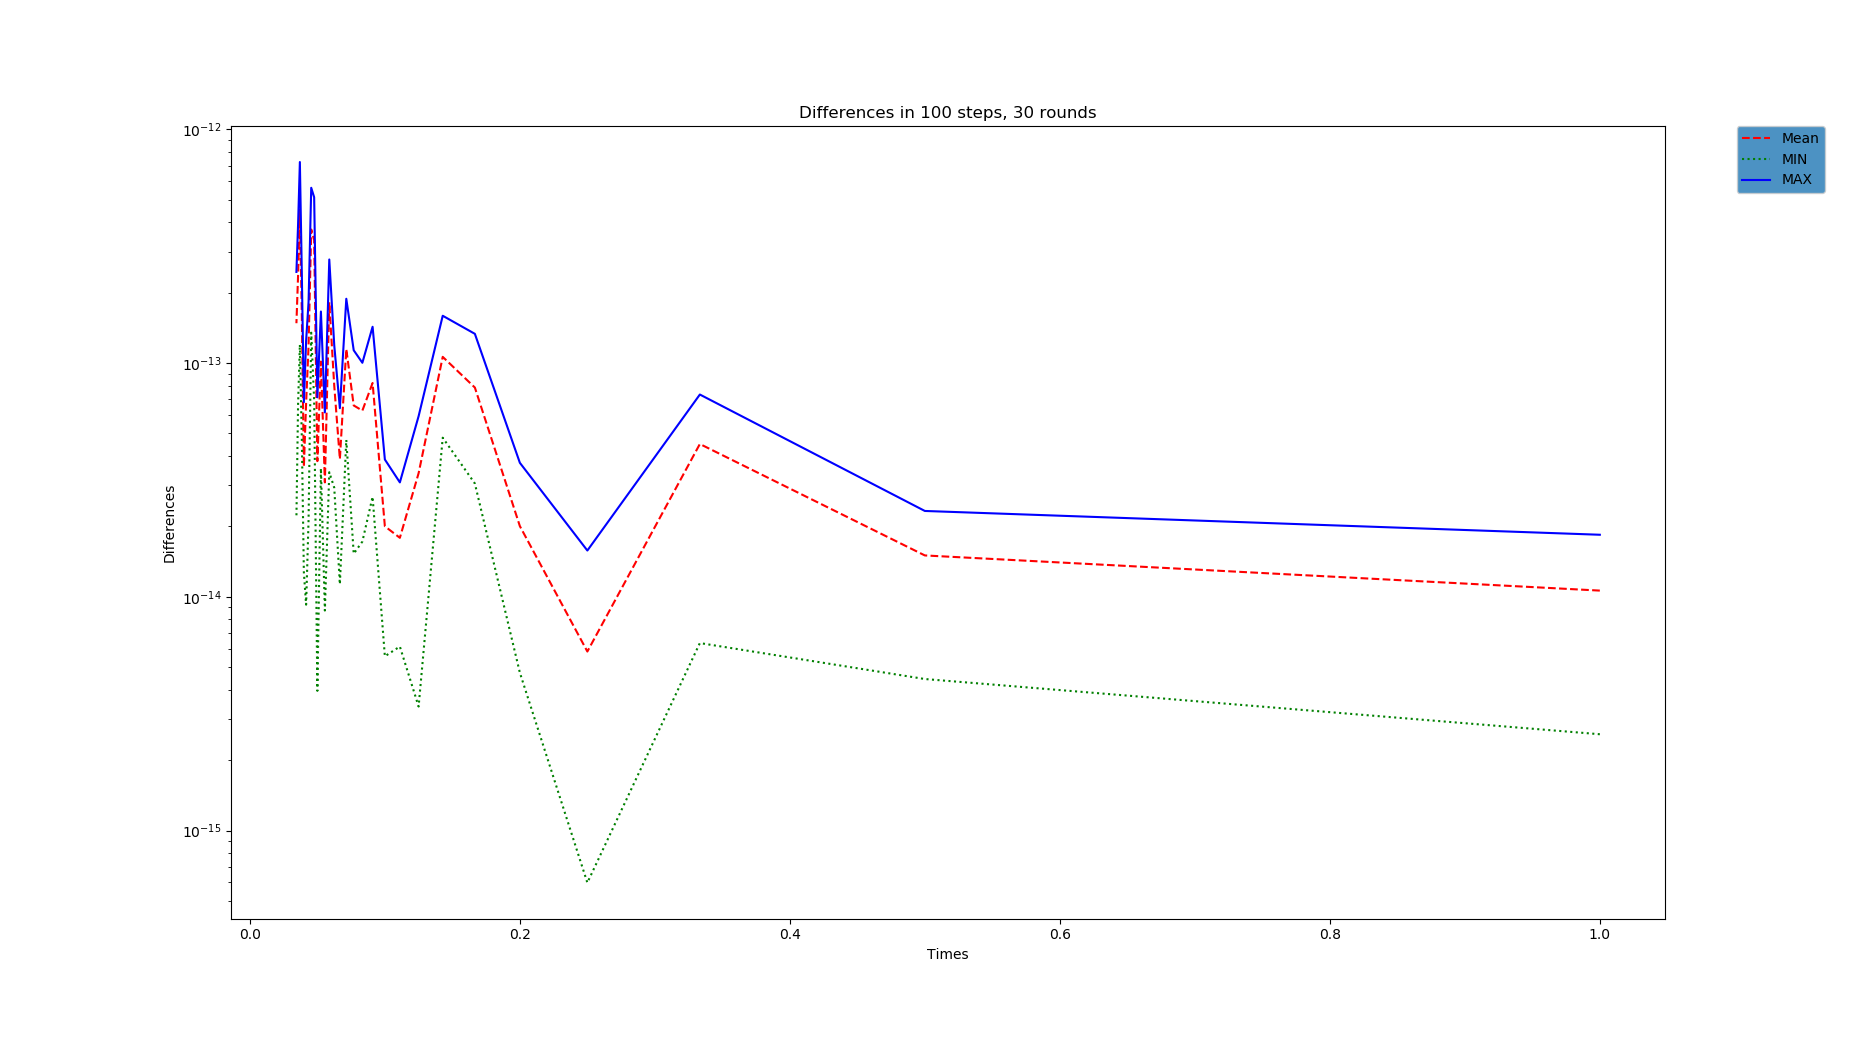 Differences in 100 steps, 30 rounds
Mean
MIN
MAX
10⁻¹²
10⁻¹³
10⁻¹⁴
10⁻¹⁵
Differences
0.0 0.2 0.4 0.6 0.8 1.0
Times